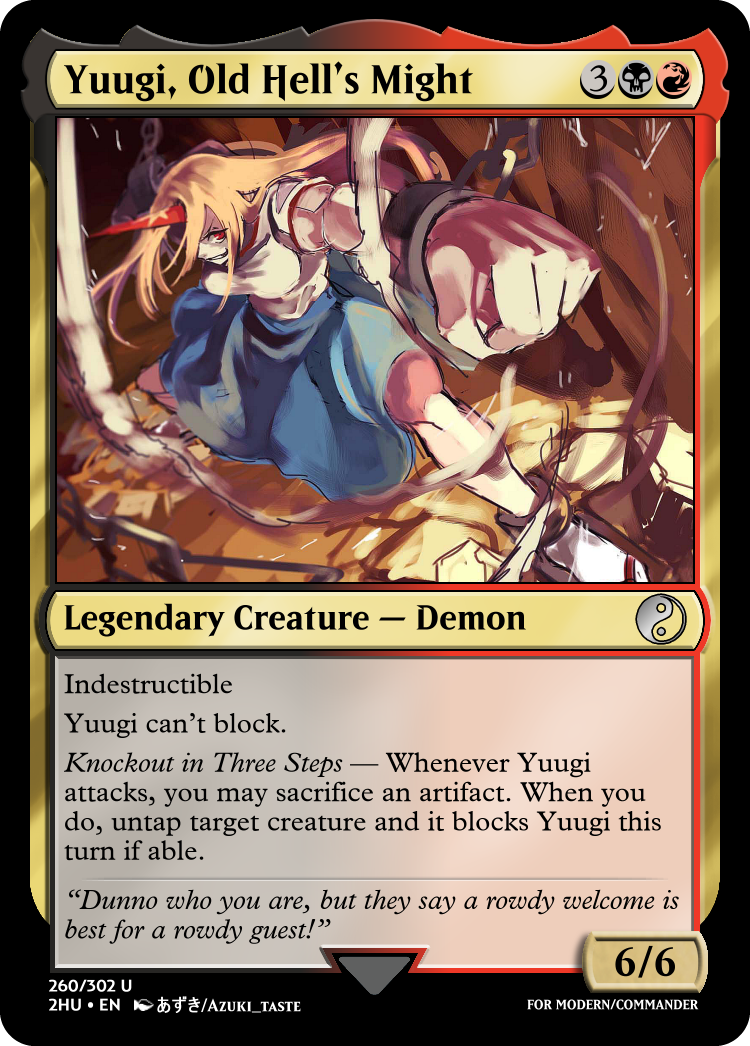 Yuugi, Old Hell's Might 3
Legendary Creature — Demon
Indestructible
Yuugi can't block.
Knockout in Three Steps — Whenever Yuugi
attacks, you may sacrifice an artifact. When you
do, untap target creature and it blocks Yuugi this
turn if able.
“Dunno who you are, but they say a rowdy welcome is
best for a rowdy guest!”
6/6
260/302 U
2HU • EN あずき/Azuki_taste
FOR MODERN/COMMANDER